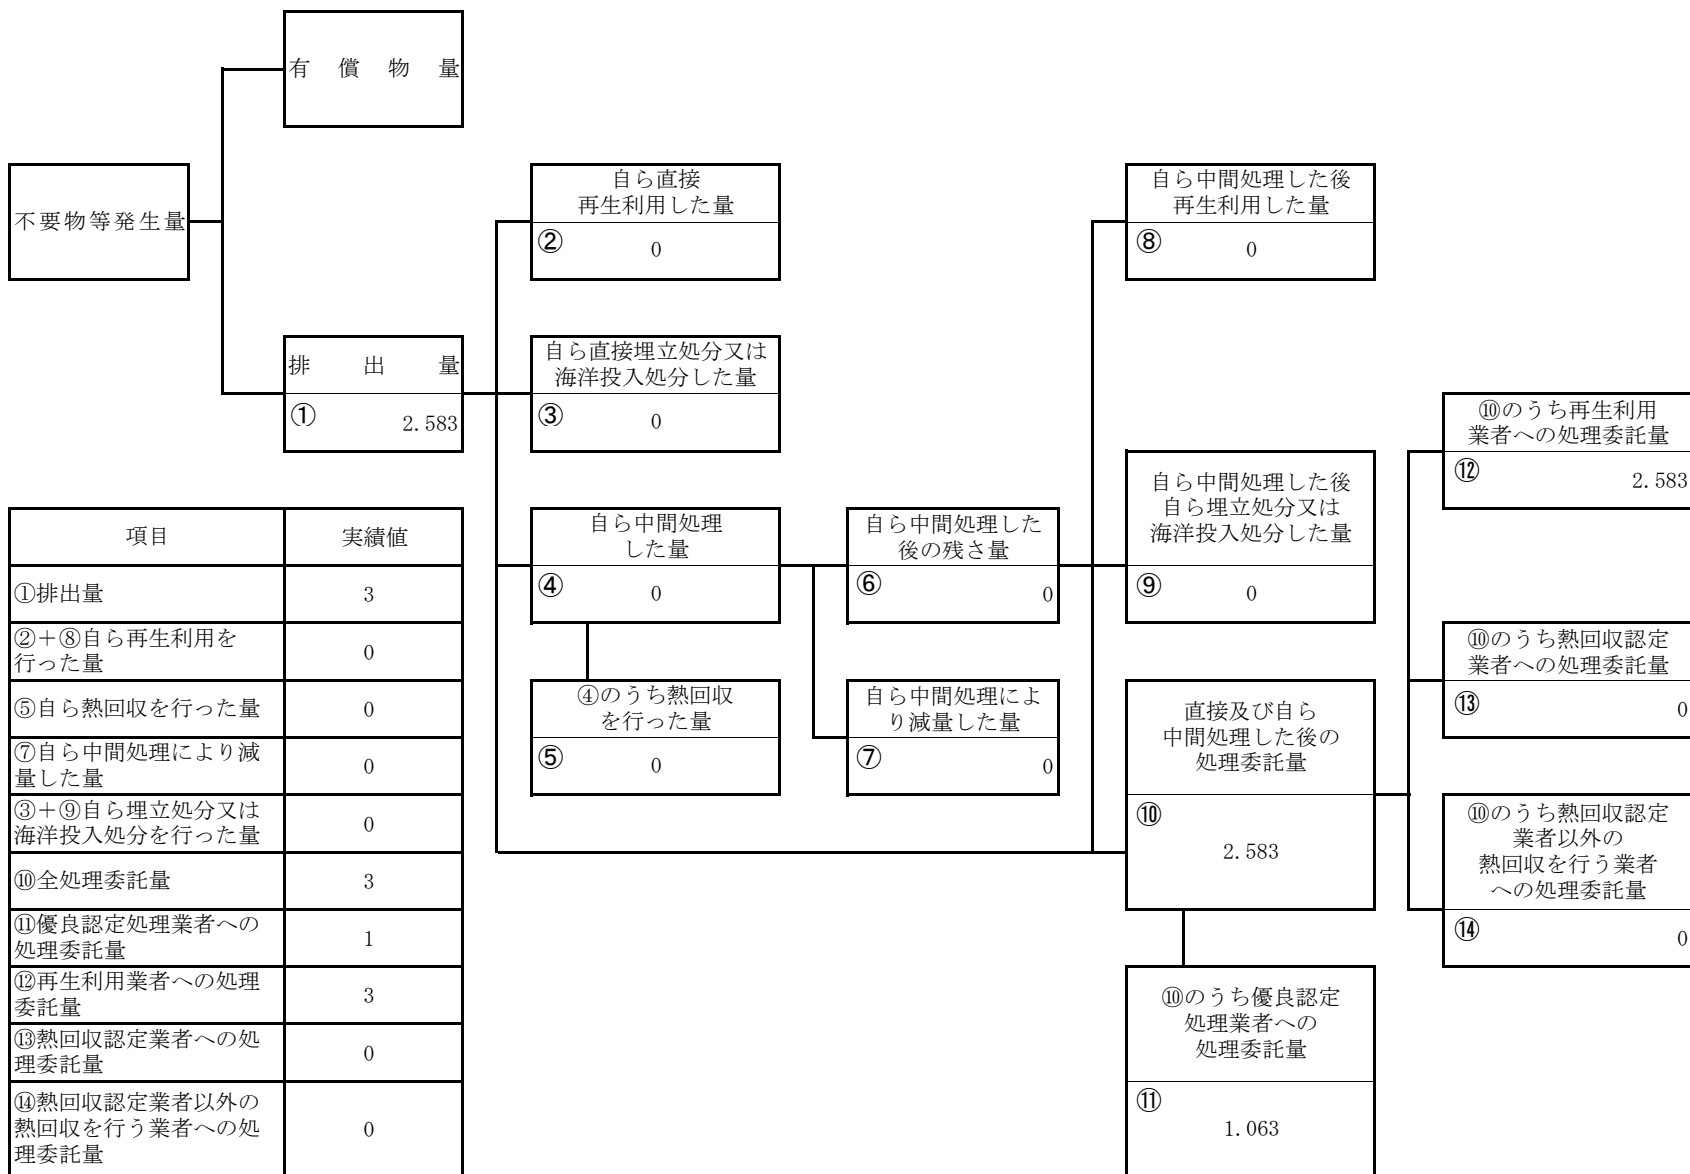 有償物量
不要物等発生量
排出量
① 2.583
自ら直接
再生利用した量
② 0
自ら直接埋立処分又は
海洋投入処分した量
③ 0
自ら中間処理
した量
④ 0
④のうち熱回収
を行った量
⑤ 0
自ら中間処理した
後の残さ量
⑥ 0
自ら中間処理によ
り減量した量
⑦ 0
自ら中間処理した後
再生利用した量
⑧ 0
自ら中間処理した後
自ら埋立処分又は
海洋投入処分した量
⑨ 0
直接及び自ら
中間処理した後の
処理委託量
⑩
2.583
⑩のうち優良認定
処理業者への
処理委託量
⑪
1.063
⑩のうち再生利用
業者への処理委託量
⑫ 2.583
⑩のうち熱回収認定
業者への処理委託量
⑬ 0
⑩のうち熱回収認定
業者以外の
熱回収を行う業者
への処理委託量
⑭ 0
項目 実績値
①排出量 3
②+⑧自ら再生利用を
行った量 0
⑤自ら熱回収を行った量 0
⑦自ら中間処理により減
量した量 0
③+⑨自ら埋立処分又は
海洋投入処分を行った量 0
⑩全処理委託量 3
⑪優良認定処理業者への
処理委託量 1
⑫再生利用業者への処理
委託量 3
⑬熱回収認定業者への処
理委託量 0
⑭熱回収認定業者以外の
熱回収を行う業者への処
理委託量 0